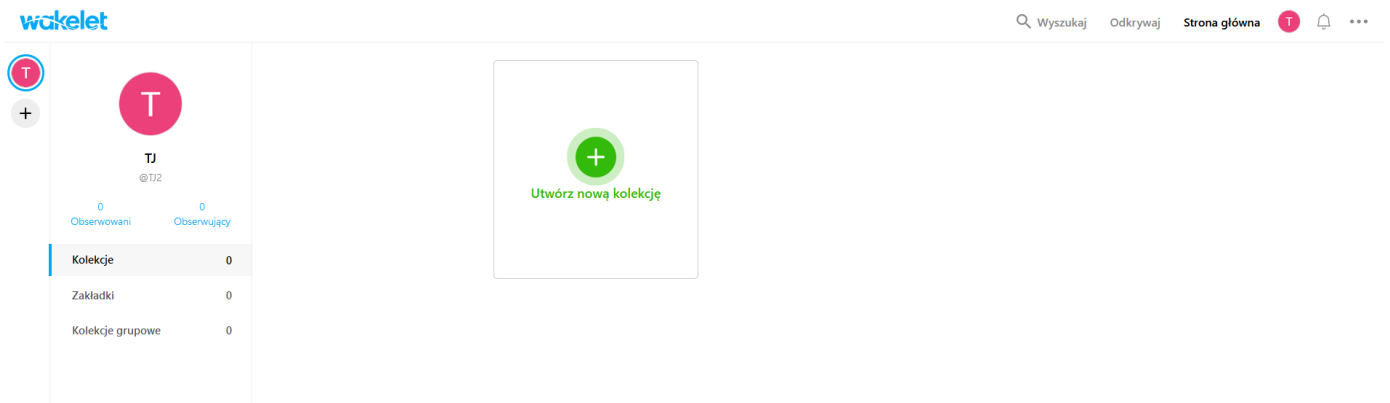 wakelet
Wyszukaj
Odkrywaj
Strona główna
T
T
T
TJ
@TJ2
0
Obserwowani
0
Obserwujący
Kolekcje 0
Zakładki 0
Kolekcje grupowe 0
Utwórz nową kolekcję